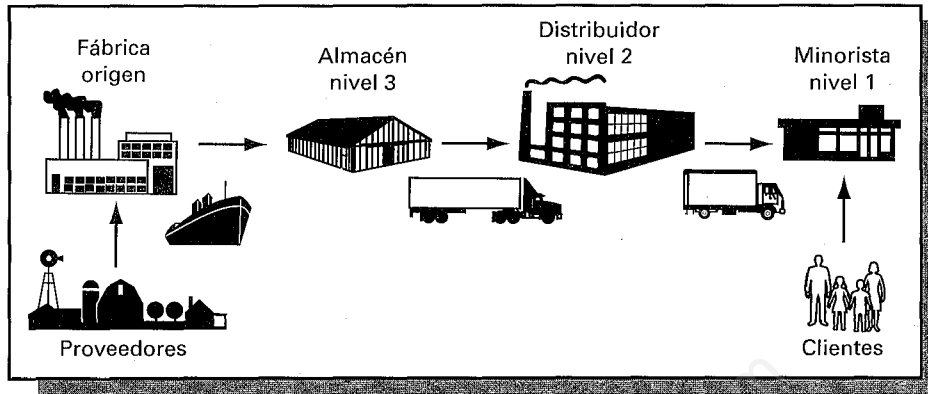 Fábrica
origen
Almacén
nivel 3
Distribuidor
nivel 2
Minorista
nivel 1
Proveedores
Clientes